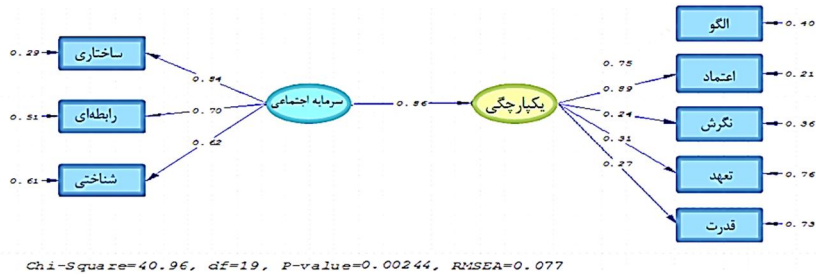 الگو
0.40
0.29
ساختاری
0.75
0.84
0.89
اعتماد
0.21
سرمایه اجتماعی
0.86
یکپارچگی
0.51
رابطه‌ای
0.70
0.24
نگرش
0.36
0.62
0.31
0.61
شناختی
0.27
تعهد
0.76
قدرت
0.73
Chi-Square=40.96, df=19, P-value=0.00244, RMSEA=0.077